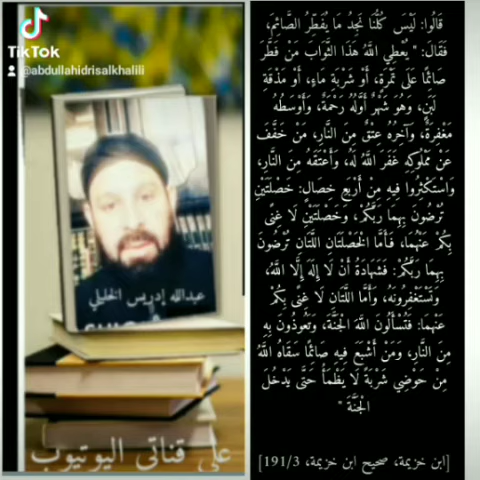 TikTok
@abdullahidrisalkhalili
عبدالله إدريس الخليلي
على قناتي اليوتيوب
قَالُوا: لَيْسَ كُلُّنَا نَجِدُ مَا يُفَطِّرُ الصَّائِمَ،
فَقَالَ: " يُعْطِي اللَّهُ هَذَا الثَّوَابَ مَنْ فَطَّرَ
صَائِمًا عَلَى تَمْرَةٍ، أَوْ شَرْبَةِ مَاءٍ، أَوْ مَذْقَةِ
لَبَنٍ، وَهُوَ شَهْرٌ أَوَّلُهُ رَحْمَةٌ، وَأَوْسَطُهُ
مَغْفِرَةٌ، وَآخِرُهُ عِتْقٌ مِنَ النَّارِ، مَنْ خَفَّفَ
عَنْ مَمْلُوكِهِ غَفَرَ اللَّهُ لَهُ، وَأَعْتَقَهُ مِنَ النَّارِ،
وَاسْتَكْثِرُوا فِيهِ مِنْ أَرْبَعِ خِصَالٍ: خَصْلَتَيْنِ
تُرْضُونَ بِهِمَا رَبَّكُمْ، وَخَصْلَتَيْنِ لَا غِنًى
بِكُمْ عَنْهُمَا، فَأَمَّا الْخَصْلَتَانِ اللَّتَانِ تُرْضُونَ
بِهِمَا رَبَّكُمْ: فَشَهَادَةُ أَنْ لَا إِلَهَ إِلَّا اللَّهُ،
وَتَسْتَغْفِرُونَهُ، وَأَمَّا اللَّتَانِ لَا غِنًى بِكُمْ
عَنْهُمَا: فَتُسْأَلُونَ اللَّهَ الْجَنَّةَ، وَتَعُوذُونَ بِهِ
مِنَ النَّارِ، وَمَنْ أَشْبَعَ فِيهِ صَائِمًا سَقَاهُ اللَّهُ
مِنْ حَوْضِي شَرْبَةً لَا يَظْمَأُ حَتَّى يَدْخُلَ
الْجَنَّةَ "
[ابن خزيمة، صحيح ابن خزيمة، 191/3]